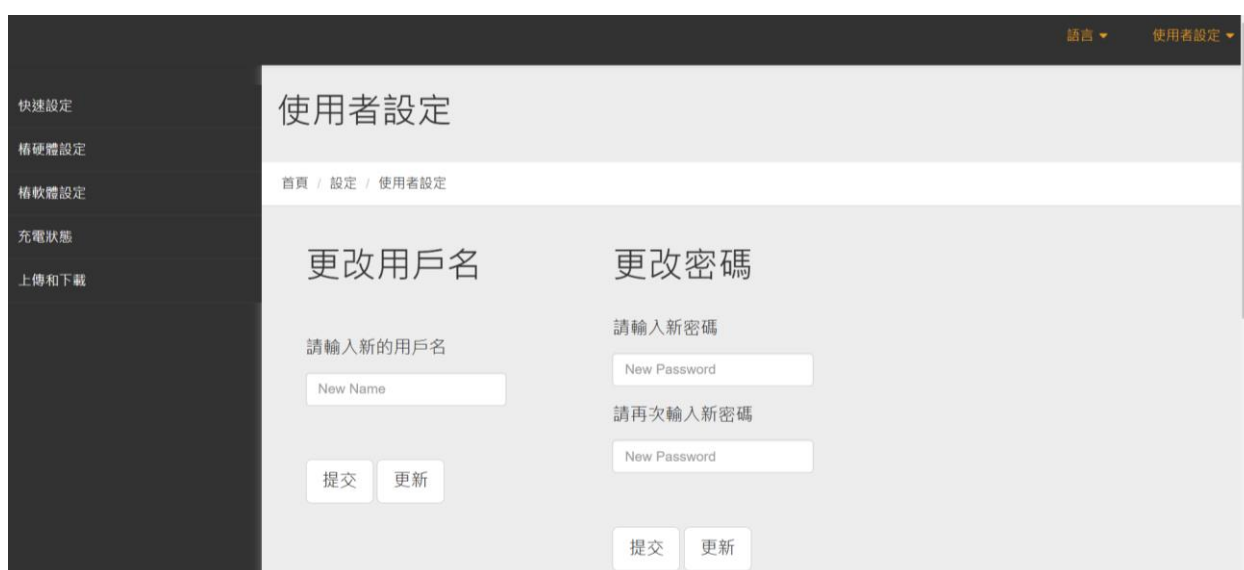 語言
使用者設定
快速設定
樁硬體設定
樁軟體設定
充電狀態
上傳和下載
使用者設定
首頁 / 設定 / 使用者設定
更改用戶名
請輸入新的用戶名
New Name
提交
更新
更改密碼
請輸入新密碼
New Password
請再次輸入新密碼
New Password
提交
更新